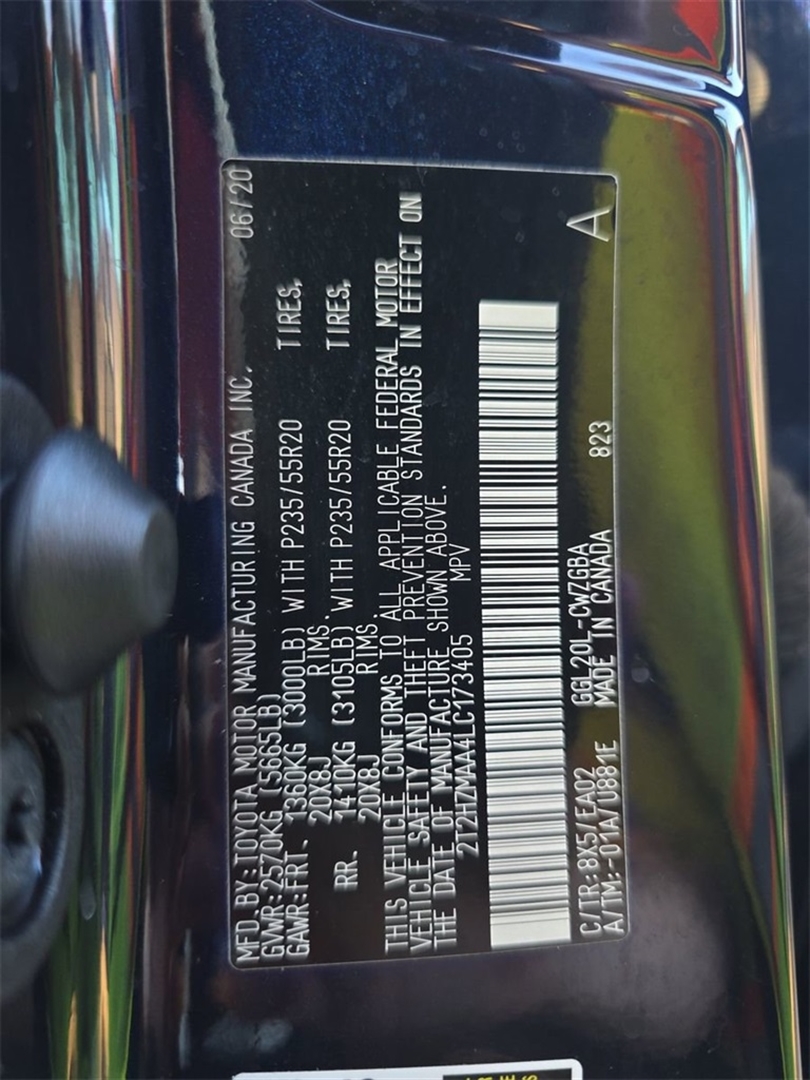 MFD.BY:TOYOTA MOTOR MANUFACTURING CANADA INC. 06/20
GVWR:2570KG (5665LB)
GAWR:FRT. 1360KG (3000LB) WITH P235/55R20 TIRES,
20X8J RIMS.
RR. 1410KG (3105LB) WITH P235/55R20 TIRES,
20X8J RIMS.
THIS VEHICLE CONFORMS TO ALL APPLICABLE FEDERAL MOTOR
VEHICLE SAFETY AND THEFT PREVENTION STANDARDS IN EFFECT ON
THE DATE OF MANUFACTURE SHOWN ABOVE.
2T2HZMAA4LC173405 MPV
C/TR:8X5/EA02 GGL20L-CWZGBA A
A/TM:-01A/U881E MADE IN CANADA 823